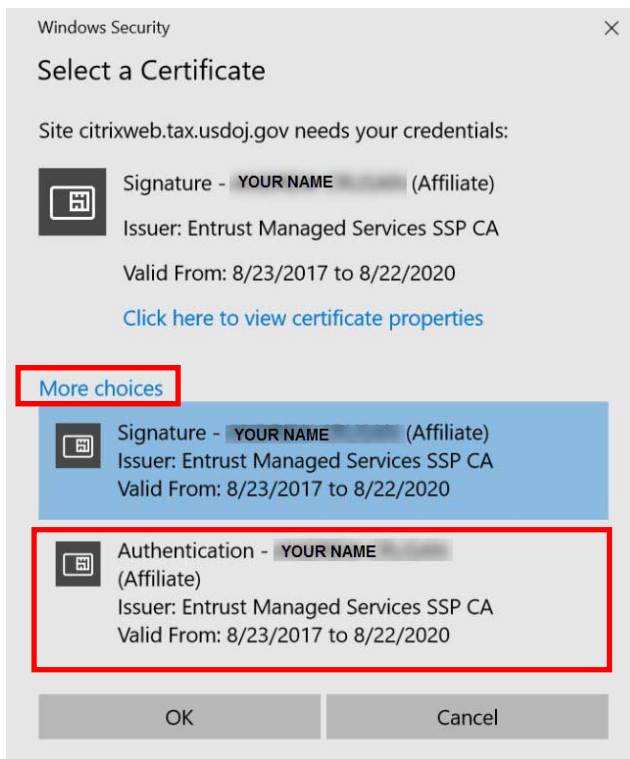 Windows Security
Select a Certificate
Site citrixweb.tax.usdoj.gov needs your credentials:
Signature - YOUR NAME (Affiliate)
Issuer: Entrust Managed Services SSP CA
Valid From: 8/23/2017 to 8/22/2020
Click here to view certificate properties
More choices
Signature - YOUR NAME (Affiliate)
Issuer: Entrust Managed Services SSP CA
Valid From: 8/23/2017 to 8/22/2020
Authentication - YOUR NAME
(Affiliate)
Issuer: Entrust Managed Services SSP CA
Valid From: 8/23/2017 to 8/22/2020
OK Cancel